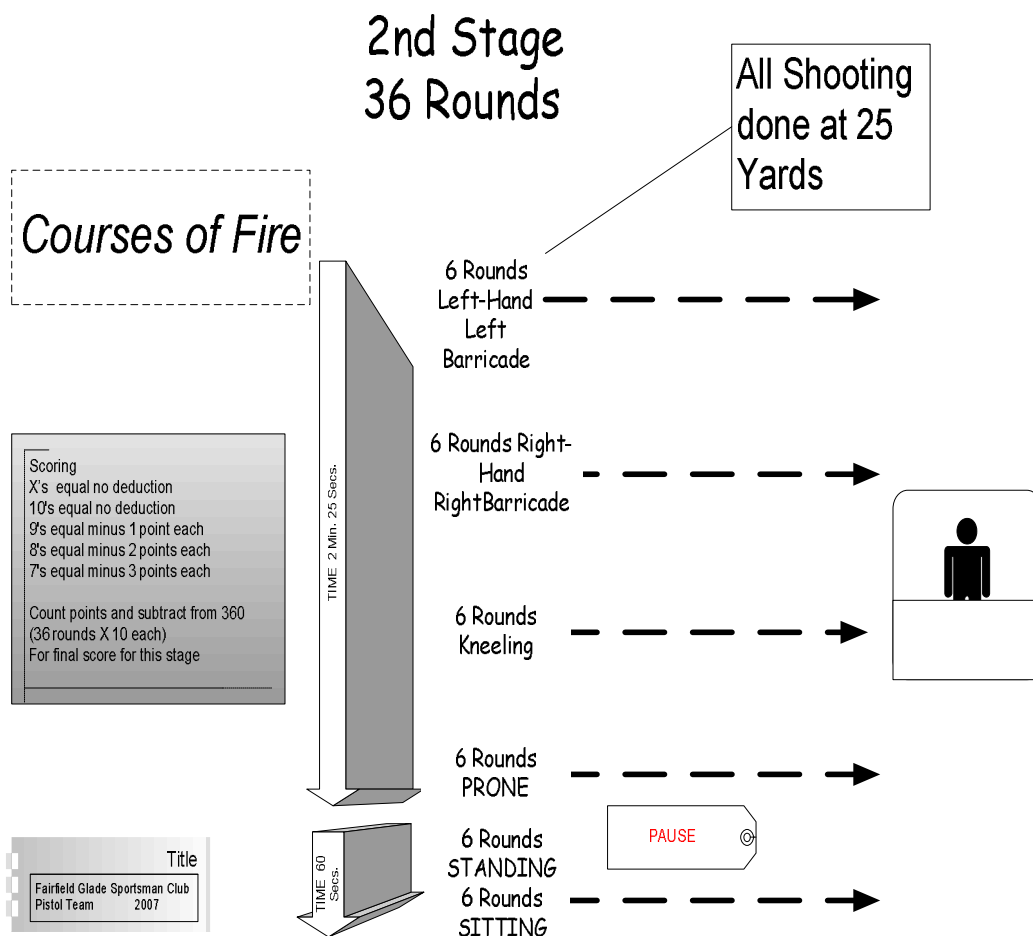 2nd Stage
36 Rounds
All Shooting
done at 25
Yards
Courses of Fire
6 Rounds
Left-Hand
Left
Barricade
6 Rounds Right-
Hand
RightBarricade
TIME 2 Min. 25 Secs.
Scoring
X's equal no deduction
10's equal no deduction
9's equal minus 1 point each
8's equal minus 2 points each
7's equal minus 3 points each
Count points and subtract from 360
(36 rounds X 10 each)
For final score for this stage
6 Rounds
Kneeling
6 Rounds
PRONE
PAUSE
6 Rounds
STANDING
6 Rounds
SITTING
TIME 60
Secs.
Title
Fairfield Glade Sportsman Club
Pistol Team 2007